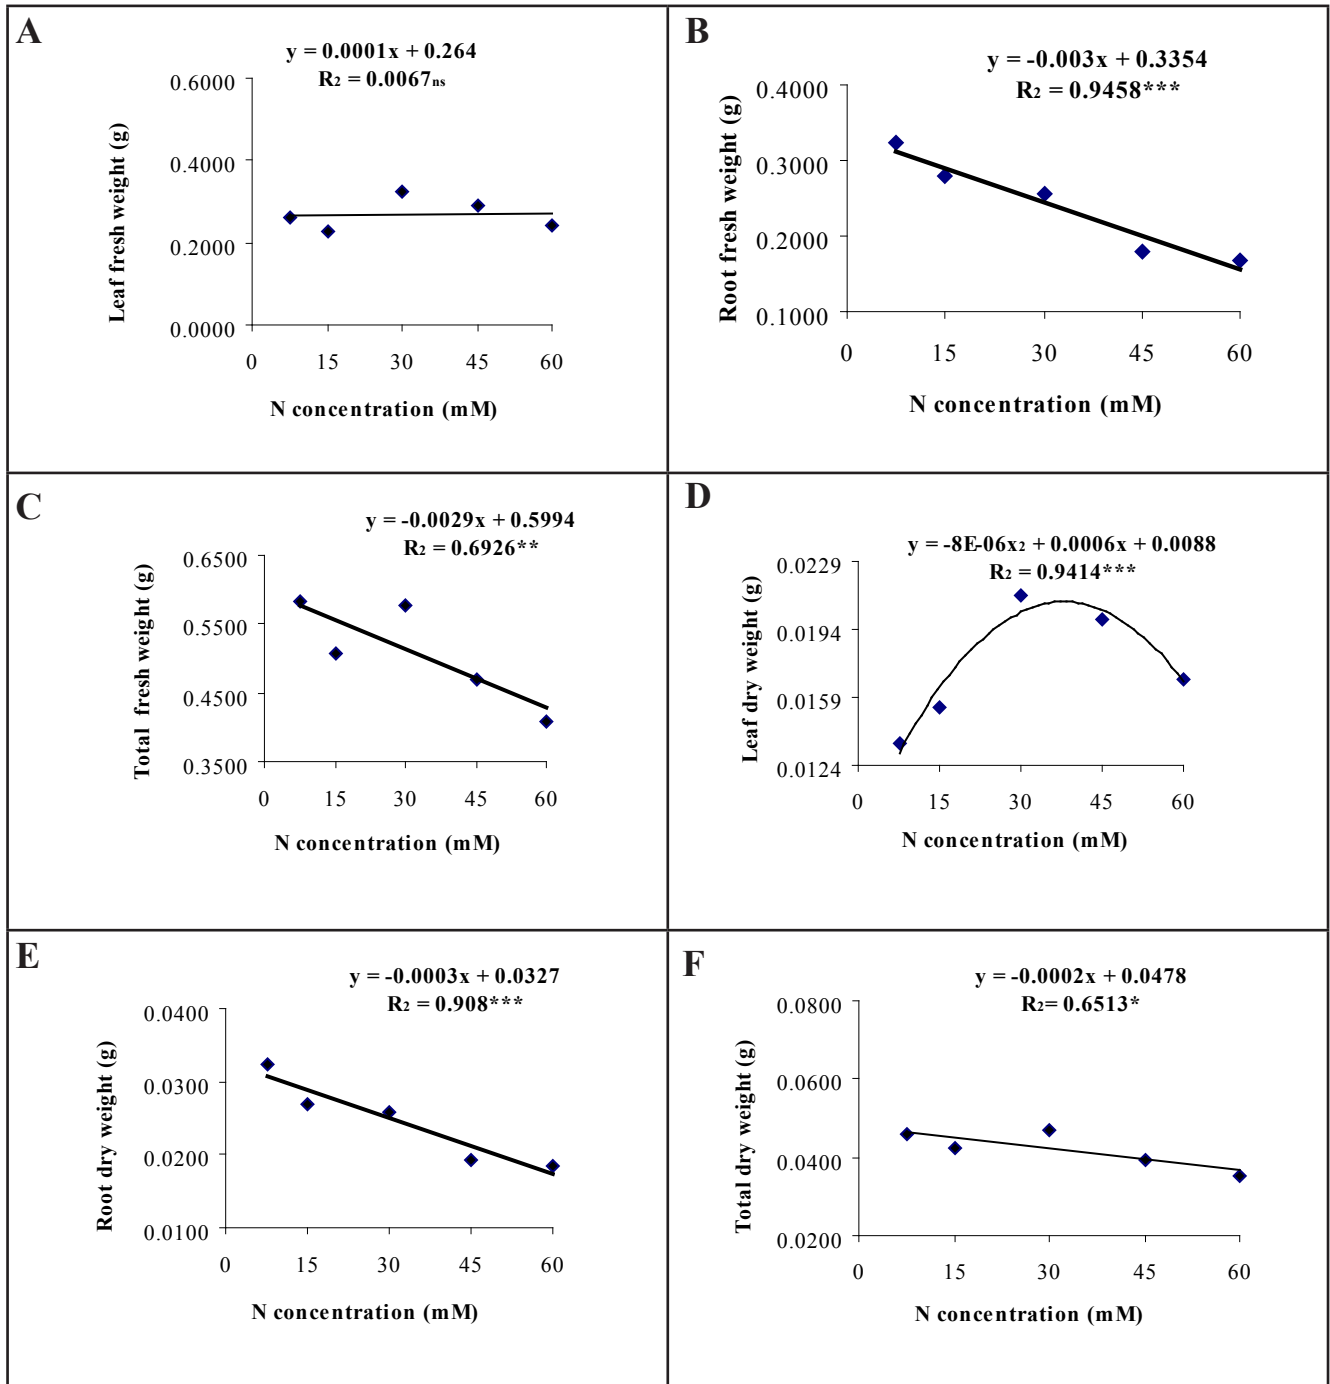 A
y = 0.0001x + 0.264
R2 = 0.0067ns
0.6000
0.4000
0.2000
0.0000
Leaf fresh weight (g)
0 15 30 45 60
N concentration (mM)
B
y = -0.003x + 0.3354
R2 = 0.9458***
0.4000
0.3000
0.2000
0.1000
Root fresh weight (g)
0 15 30 45 60
N concentration (mM)
C
y = -0.0029x + 0.5994
R2 = 0.6926**
0.6500
0.5500
0.4500
0.3500
Total fresh weight (g)
0 15 30 45 60
N concentration (mM)
D
y = -8E-06x2 + 0.0006x + 0.0088
R2 = 0.9414***
0.0229
0.0194
0.0159
0.0124
Leaf dry weight (g)
0 15 30 45 60
N concentration (mM)
E
y = -0.0003x + 0.0327
R2 = 0.908***
0.0400
0.0300
0.0200
0.0100
Root dry weight (g)
0 15 30 45 60
N concentration (mM)
F
y = -0.0002x + 0.0478
R2= 0.6513*
0.0800
0.0600
0.0400
0.0200
Total dry weight (g)
0 15 30 45 60
N concentration (mM)